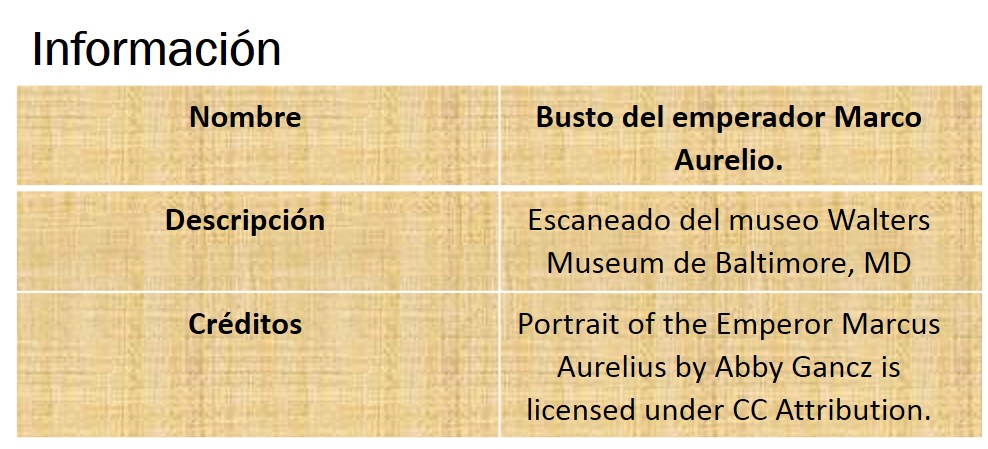 Información
Nombre
Busto del emperador Marco
Aurelio.
Descripción
Escaneado del museo Walters
Museum de Baltimore, MD
Créditos
Portrait of the Emperor Marcus
Aurelius by Abby Gancz is
licensed under CC Attribution.